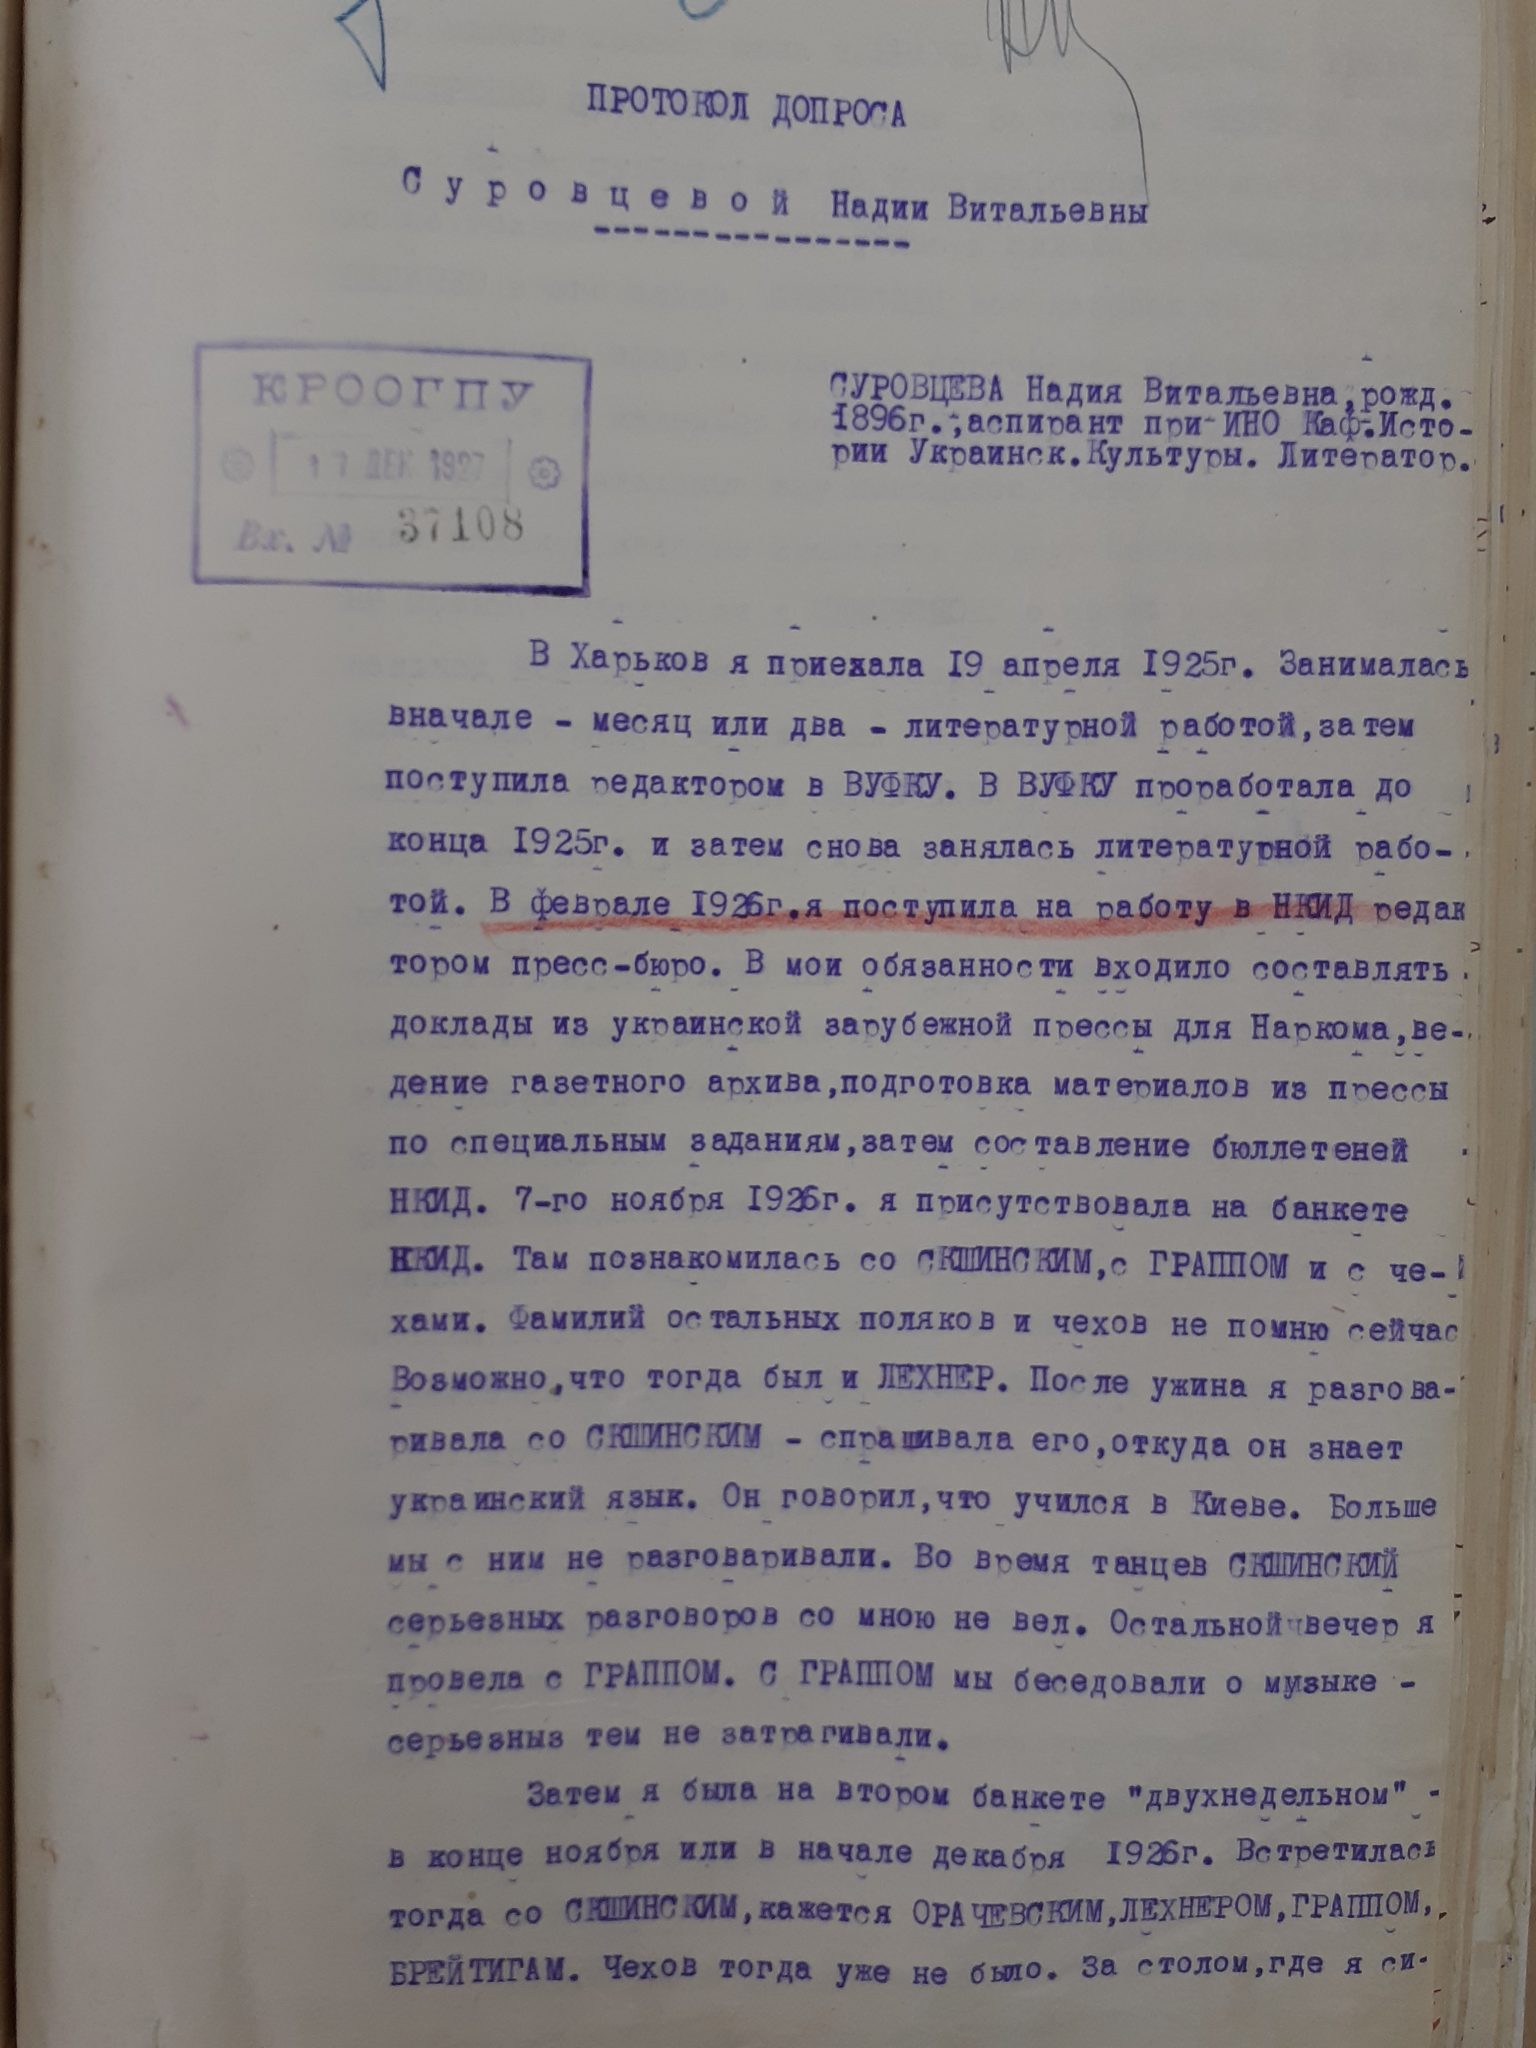 ПРОТОКОЛ ДОПРОСА
Суровцевой Надии Витальевны
----------------
КРООГПУ
17 ДЕК 1927
Вх. № 37108
СУРОВЦЕВА Надия Витальевна,рожд.
1896г.,аспирант при ИНО Каф.Исто-
рии Украинск.Культуры. Литератор.
В Харьков я приехала 19 апреля 1925г. Занималась
вначале - месяц или два - литературной работой,затем
поступила редактором в ВУФКУ. В ВУФКУ проработала до
конца 1925г. и затем снова занялась литературной рабо-
той. В феврале 1926г.я поступила на работу в НКИД редак
тором пресс-бюро. В мои обязанности входило составлять
доклады из украинской зарубежной прессы для Наркома,ве-
дение газетного архива,подготовка материалов из прессы
по специальным заданиям,затем составление бюллетеней
НКИД. 7-го ноября 1926г. я присутствовала на банкете
НКИД. Там познакомилась со СКШИНСКИМ,с ГРАППОМ и с че-
хами. Фамилий остальных поляков и чехов не помню сейчас
Возможно,что тогда был и ЛЕХНЕР. После ужина я разгова-
ривала со СКШИНСКИМ - спрашивала его,откуда он знает
украинский язык. Он говорил,что учился в Киеве. Больше
мы с ним не разговаривали. Во время танцев СКШИНСКИЙ
серьезных разговоров со мною не вел. Остальной вечер я
провела с ГРАППОМ. С ГРАППОМ мы беседовали о музыке -
серьезныз тем не затрагивали.
Затем я была на втором банкете "двухнедельном" -
в конце ноября или в начале декабря 1926г. Встретилась
тогда со СКШИНСКИМ,кажется ОРАЧЕВСКИМ,ЛЕХНЕРОМ,ГРАППОМ,
БРЕЙТИГАМ. Чехов тогда уже не было. За столом,где я си-